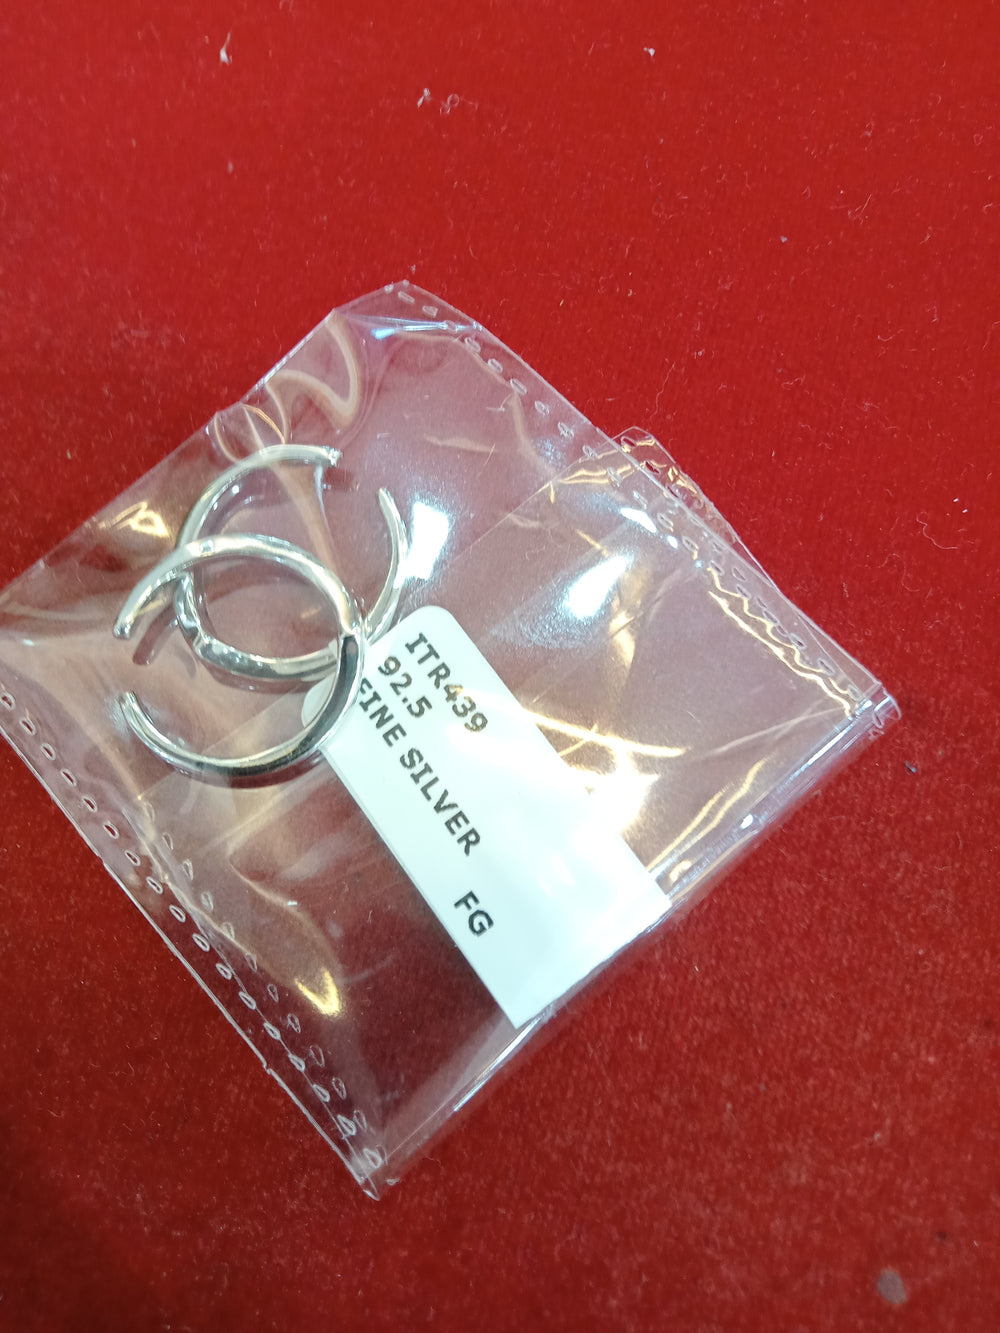 ITR439
92.5
FINE SILVER
FG